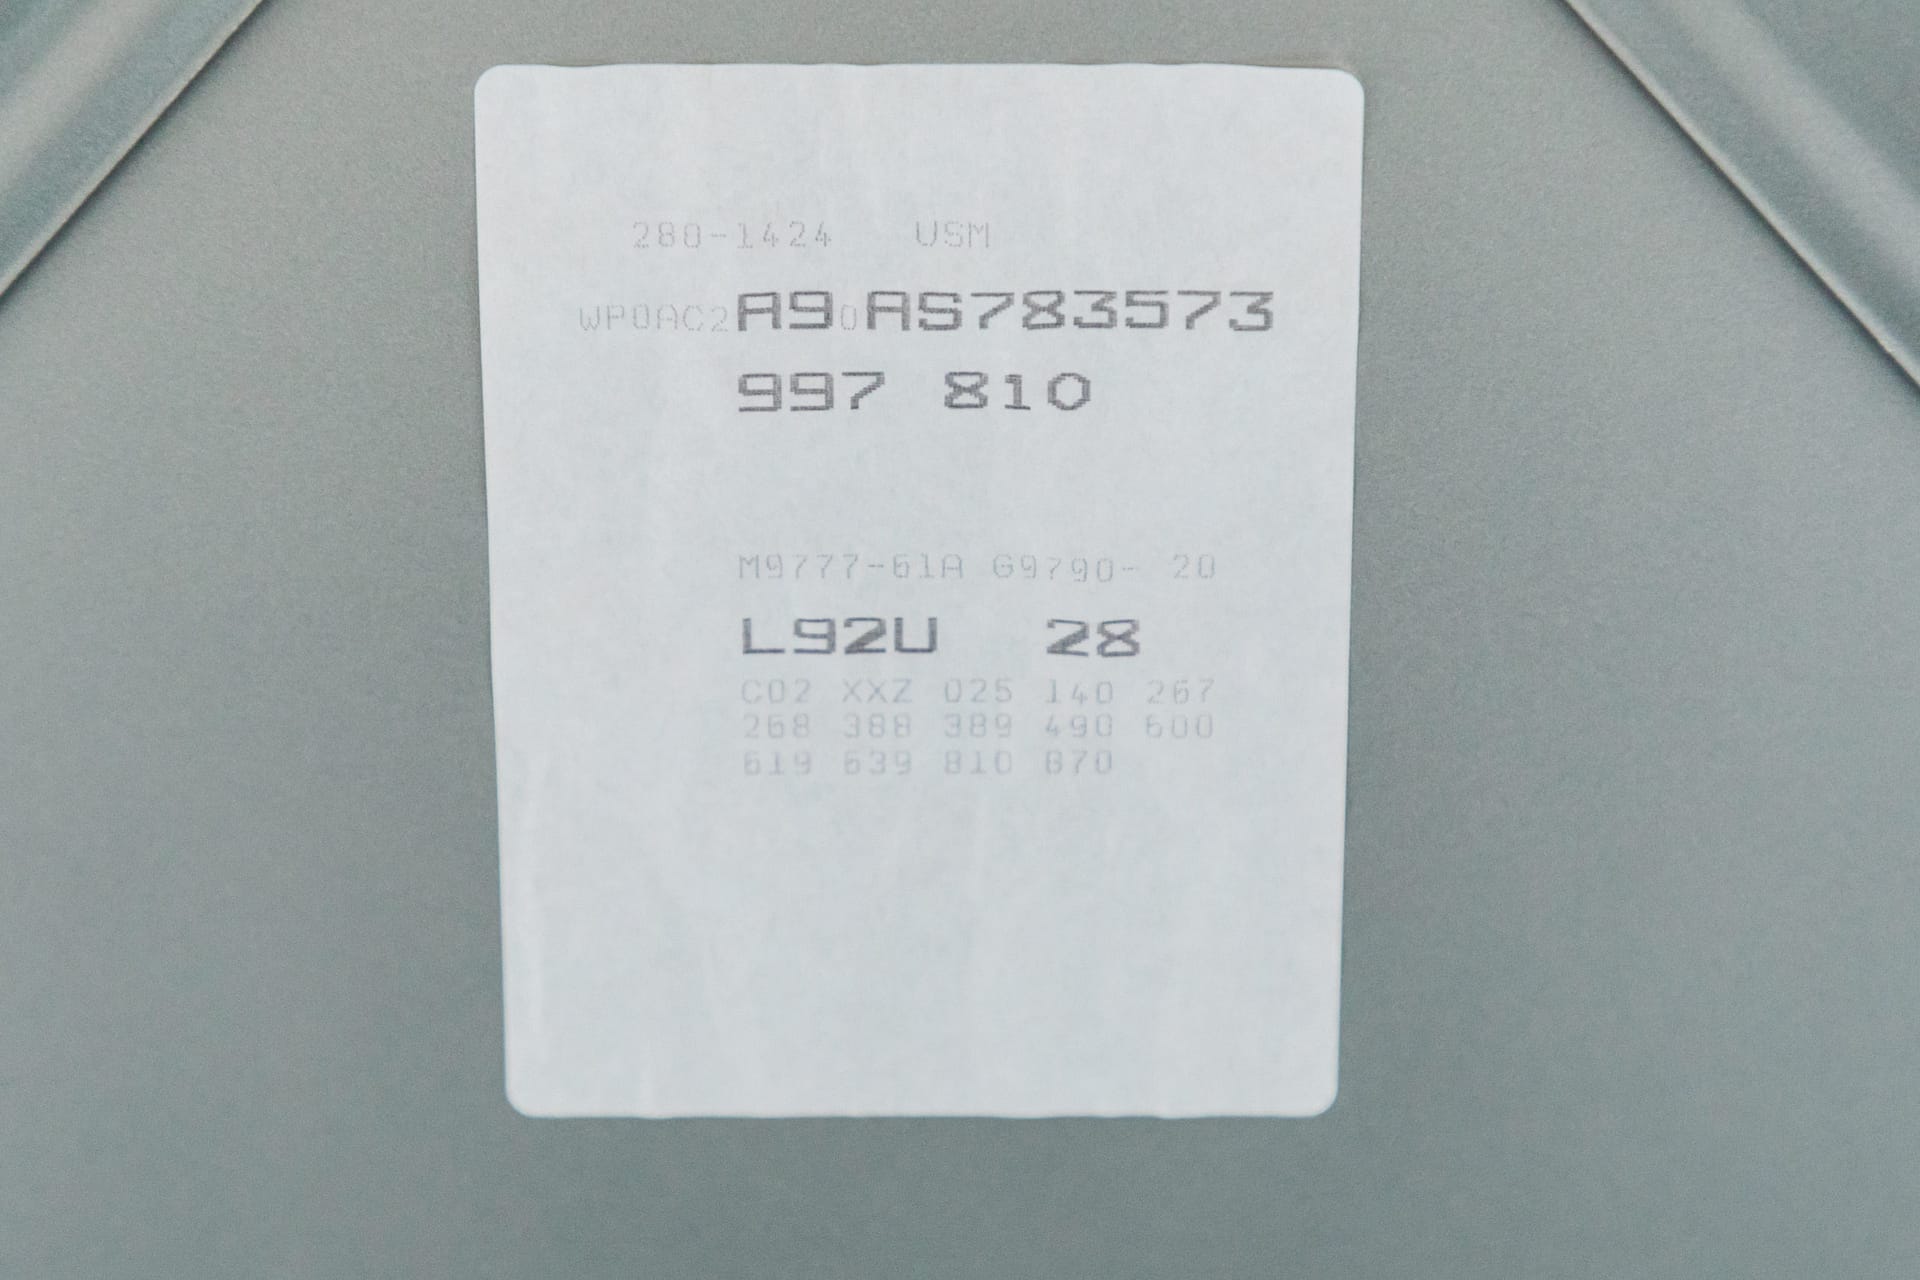 280-1424 USM
WP0AC2A90AS783573
997 810
M9777-61A G9790- 20
L92U 28
C02 XXZ 025 140 267
268 388 389 490 600
619 639 810 870